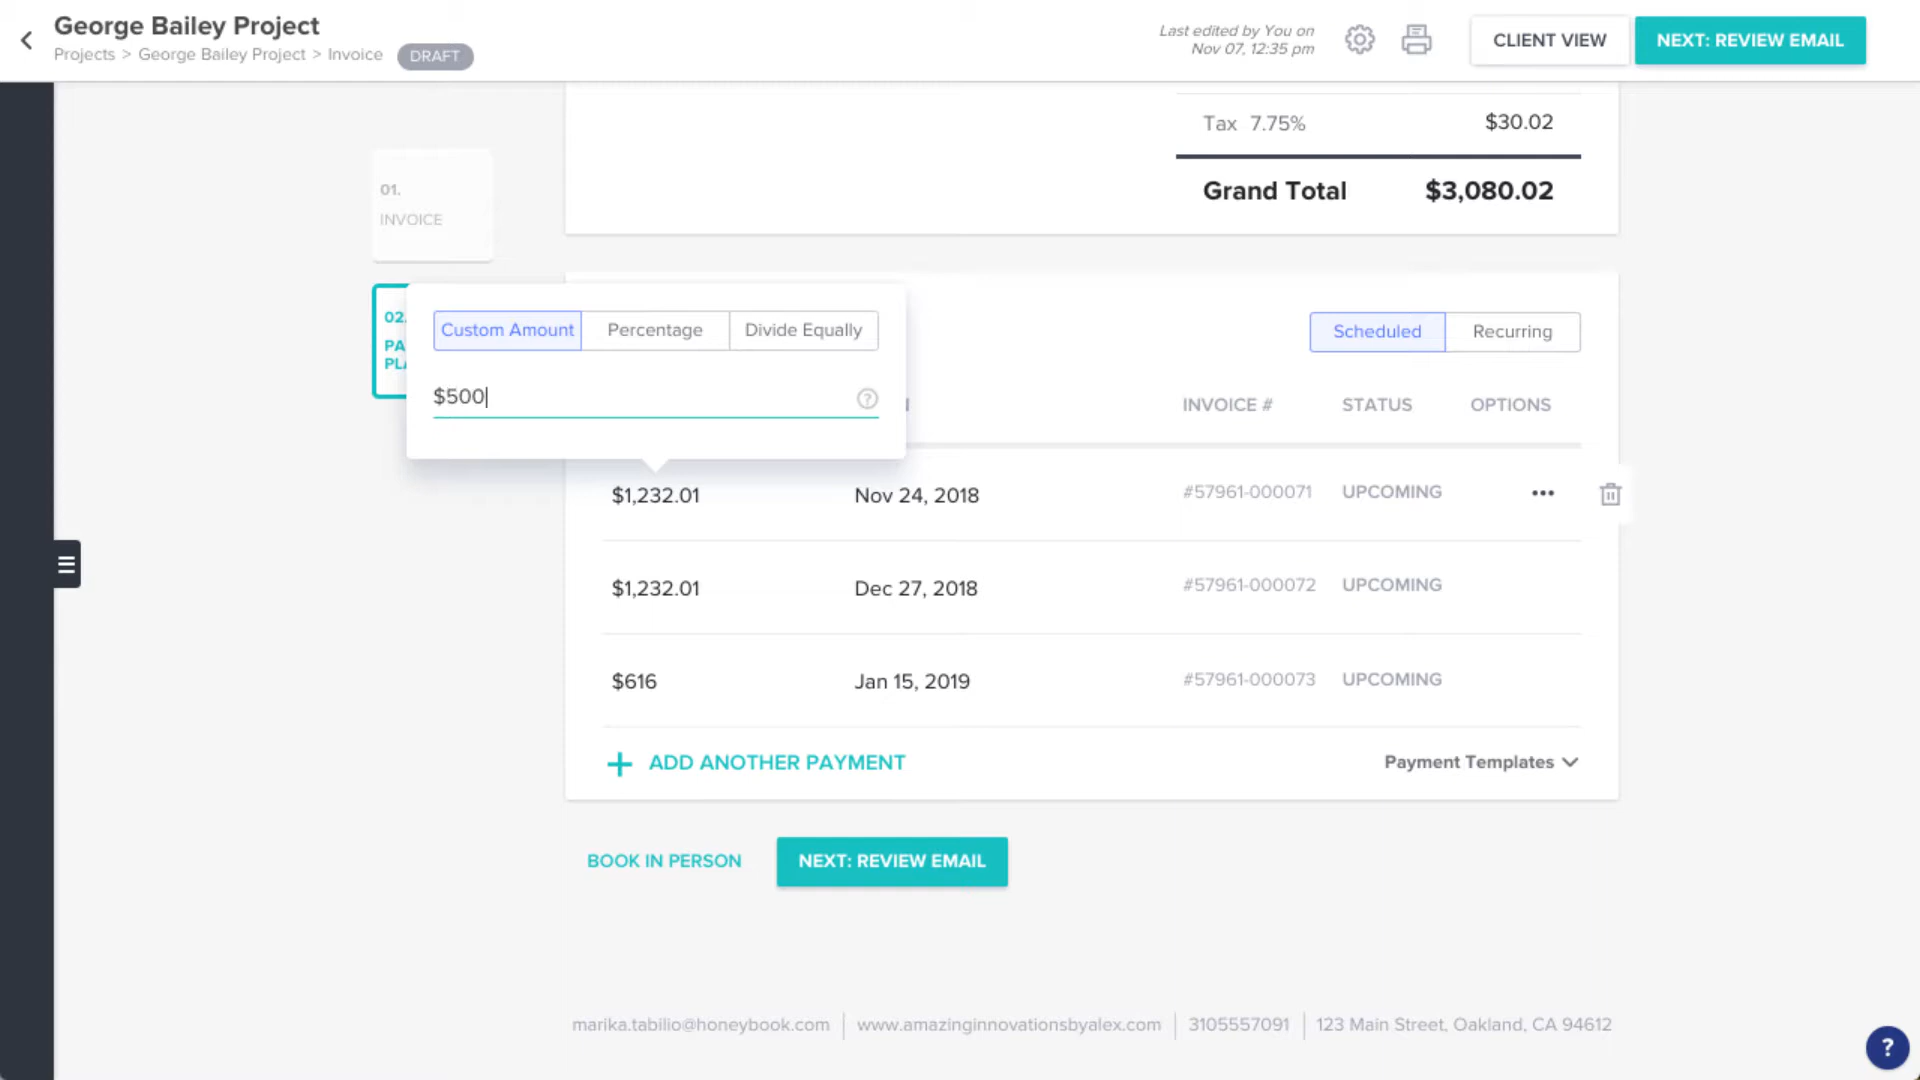 George Bailey Project
Projects > George Bailey Project > Invoice DRAFT
Last edited by You on
Nov 07, 12:35 pm
CLIENT VIEW
NEXT: REVIEW EMAIL
Tax 7.75% $30.02
Grand Total $3,080.02
01.
INVOICE
02.
PA
PLA
Custom Amount Percentage Divide Equally
$500
Scheduled Recurring
INVOICE # STATUS OPTIONS
$1,232.01 Nov 24, 2018 #57961-000071 UPCOMING
$1,232.01 Dec 27, 2018 #57961-000072 UPCOMING
$616 Jan 15, 2019 #57961-000073 UPCOMING
+ ADD ANOTHER PAYMENT
Payment Templates
BOOK IN PERSON
NEXT: REVIEW EMAIL
marika.tabilio@honeybook.com | www.amazinginnovationsbyalex.com | 3105557091 | 123 Main Street, Oakland, CA 94612
?